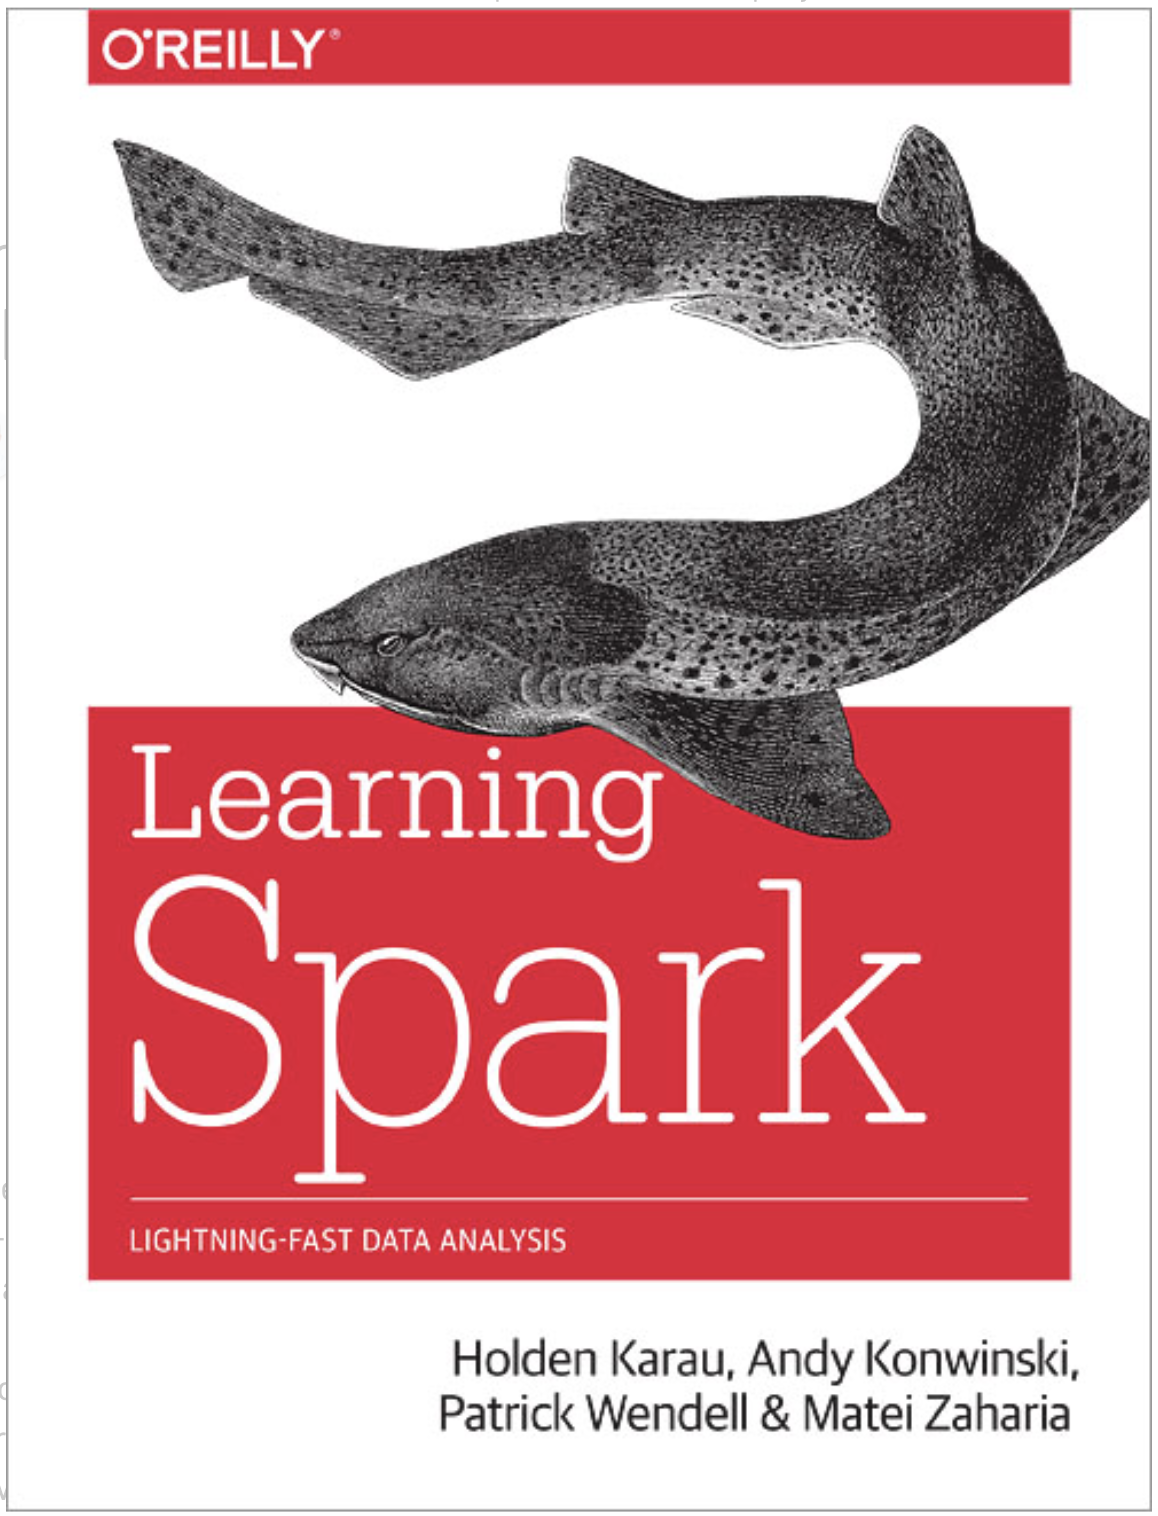 O'REILLY®
Learning
Spark
LIGHTNING-FAST DATA ANALYSIS
Holden Karau, Andy Konwinski,
Patrick Wendell & Matei Zaharia